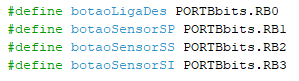 #define botaoLigaDes PORTBbits.RB0
#define botaoSensorSP PORTBbits.RB1
#define botaoSensorSS PORTBbits.RB2
#define botaoSensorSI PORTBbits.RB3